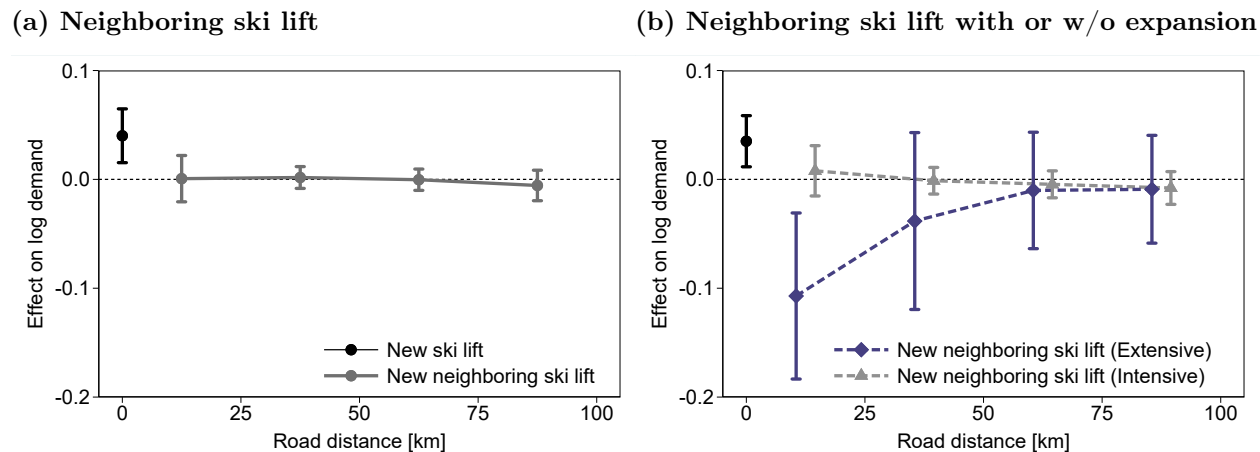 (a) Neighboring ski lift
0.1
0.0
-0.1
-0.2
Effect on log demand
New ski lift
New neighboring ski lift
0 25 50 75 100
Road distance [km]
(b) Neighboring ski lift with or w/o expansion
0.1
0.0
-0.1
-0.2
Effect on log demand
New neighboring ski lift (Extensive)
New neighboring ski lift (Intensive)
0 25 50 75 100
Road distance [km]